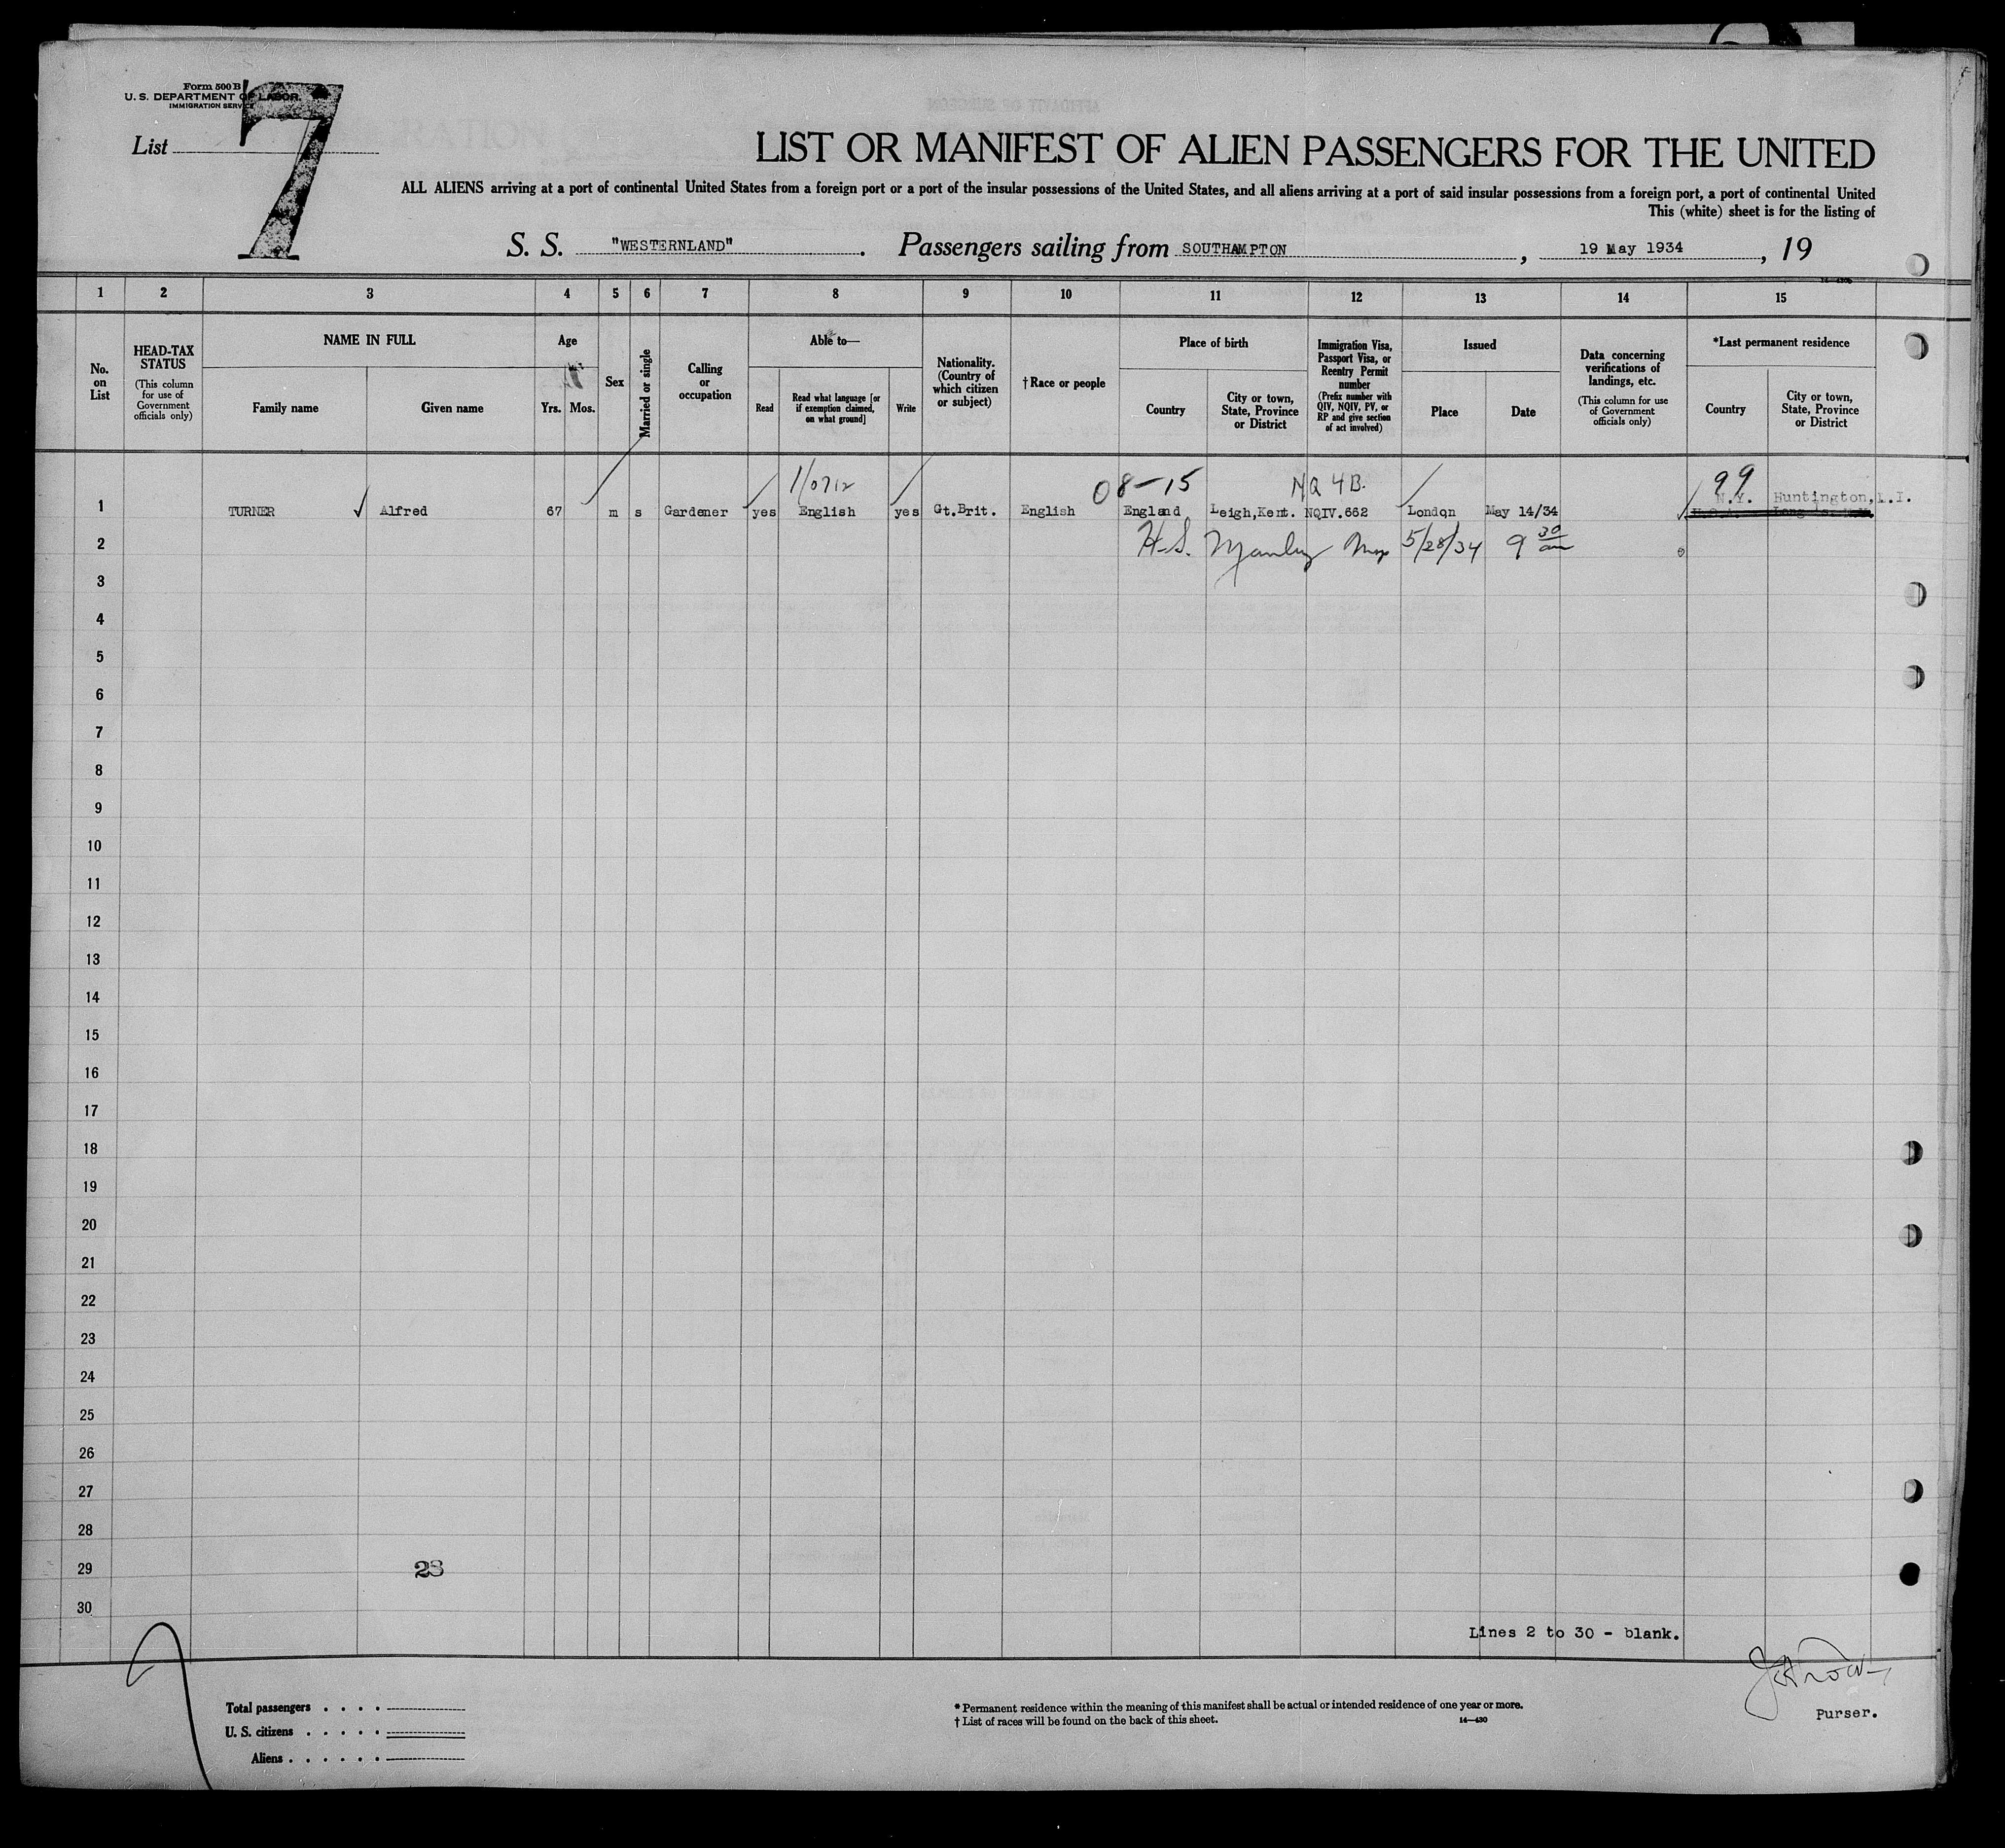 Form 500 B
U. S. DEPARTMENT OF LABOR
IMMIGRATION SERVICE
List 7
LIST OR MANIFEST OF ALIEN PASSENGERS FOR THE UNITED
ALL ALIENS arriving at a port of continental United States from a foreign port or a port of the insular possessions of the United States, and all aliens arriving at a port of said insular possessions from a foreign port, a port of continental United
This (white) sheet is for the listing of
S. S. "WESTERNLAND". Passengers sailing from SOUTHAMPTON, 19 May 1934, 19
1 2 3 4 5 6 7 8 9 10 11 12 13 14 15
No. on List
HEAD-TAX STATUS
(This column for use of Government officials only)
NAME IN FULL
Family name
Given name
Age
Yrs. Mos.
Sex
Married or single
Calling or occupation
Able to—
Read
Read what language [or if exemption claimed, on what ground]
Write
Nationality. (Country of which citizen or subject)
†Race or people
Place of birth
Country
City or town, State, Province or District
Immigration Visa, Passport Visa, or Reentry Permit number
(Prefix number with QIV, NQIV, PV, or RP and give section of act involved)
Issued
Place
Date
Data concerning verifications of landings, etc.
(This column for use of Government officials only)
*Last permanent residence
Country
City or town, State, Province or District
08-15 NQ 4B. 99
N.Y. Huntington, L.I.
1 TURNER Alfred 67 m s Gardener yes English yes Gt.Brit. English England Leigh,Kent. NQIV.662 London May 14/34
2 H.S. 5/28/34 9 30 am
3
4
5
6
7
8
9
10
11
12
13
14
15
16
17
18
19
20
21
22
23
24
25
26
27
28
29 23
30
Lines 2 to 30 - blank.
Total passengers . . . .
U. S. citizens . . . . .
Aliens . . . . . .
* Permanent residence within the meaning of this manifest shall be actual or intended residence of one year or more.
† List of races will be found on the back of this sheet.
14—430
Purser.